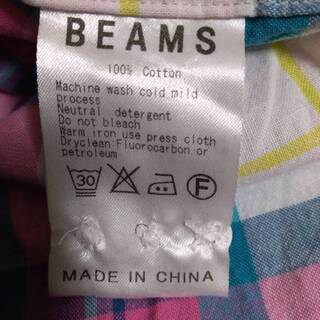 BEAMS
100% Cotton
Machine wash cold mild
process
Neutral detergent
Do not bleach
Warm iron use press cloth
Dryclean:Fluorocarbon or
petroleum
30 F
MADE IN CHINA